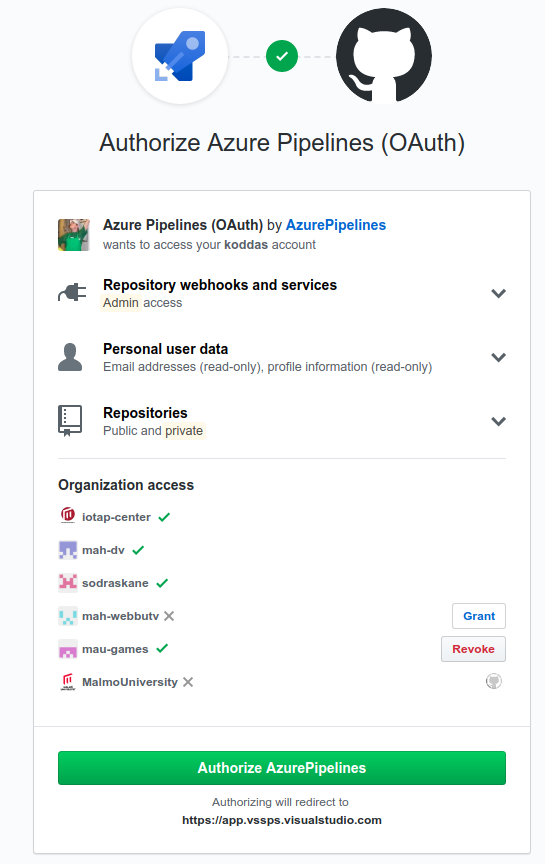 Authorize Azure Pipelines (OAuth)
Azure Pipelines (OAuth) by AzurePipelines
wants to access your koddas account
Repository webhooks and services
Admin access
Personal user data
Email addresses (read-only), profile information (read-only)
Repositories
Public and private
Organization access
iotap-center
mah-dv
sodraskane
mah-webbutv
Grant
mau-games
Revoke
MalmoUniversity
Authorize AzurePipelines
Authorizing will redirect to
https://app.vssps.visualstudio.com